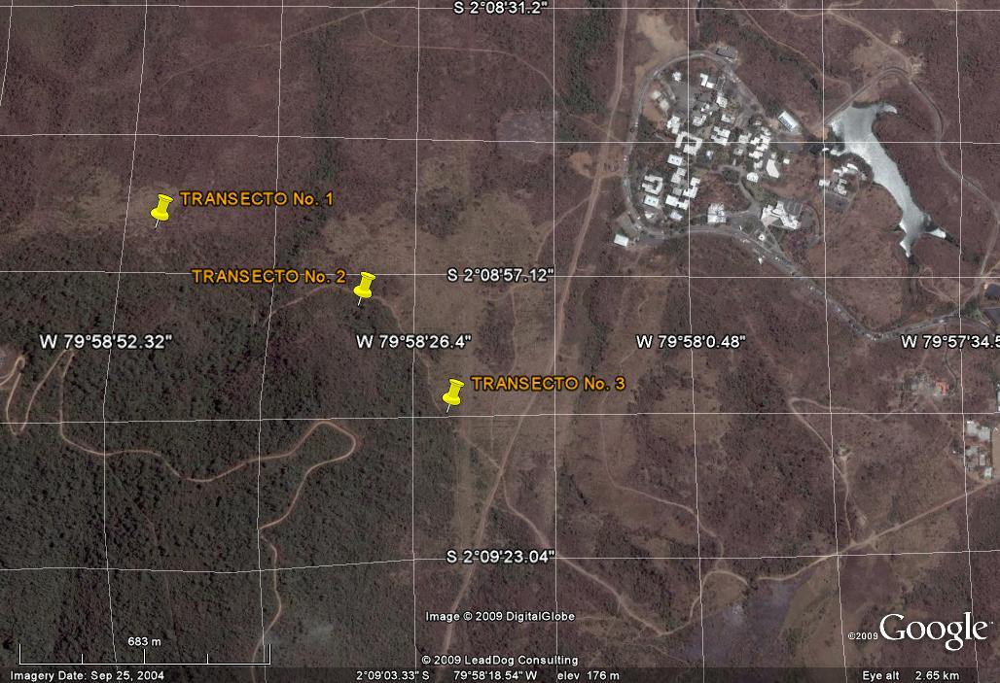 S 2°08'31.2"
TRANSECTO No. 1
TRANSECTO No. 2
S 2°08'57.12"
W 79°58'52.32"
W 79°58'26.4"
W 79°58'0.48"
W 79°57'34.5
TRANSECTO No. 3
S 2°09'23.04"
Image © 2009 DigitalGlobe
©2009 Google™
683 m
© 2009 LeadDog Consulting
Imagery Date: Sep 25, 2004
2°09'03.33" S 79°58'18.54" W elev 176 m
Eye alt 2.65 km